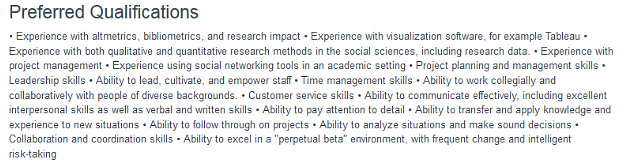 Preferred Qualifications
• Experience with altmetrics, bibliometrics, and research impact • Experience with visualization software, for example Tableau •
Experience with both qualitative and quantitative research methods in the social sciences, including research data. • Experience with
project management • Experience using social networking tools in an academic setting • Project planning and management skills •
Leadership skills • Ability to lead, cultivate, and empower staff • Time management skills • Ability to work collegially and
collaboratively with people of diverse backgrounds. • Customer service skills • Ability to communicate effectively, including excellent
interpersonal skills as well as verbal and written skills • Ability to pay attention to detail • Ability to transfer and apply knowledge and
experience to new situations • Ability to follow through on projects • Ability to analyze situations and make sound decisions •
Collaboration and coordination skills • Ability to excel in a "perpetual beta" environment, with frequent change and intelligent
risk-taking